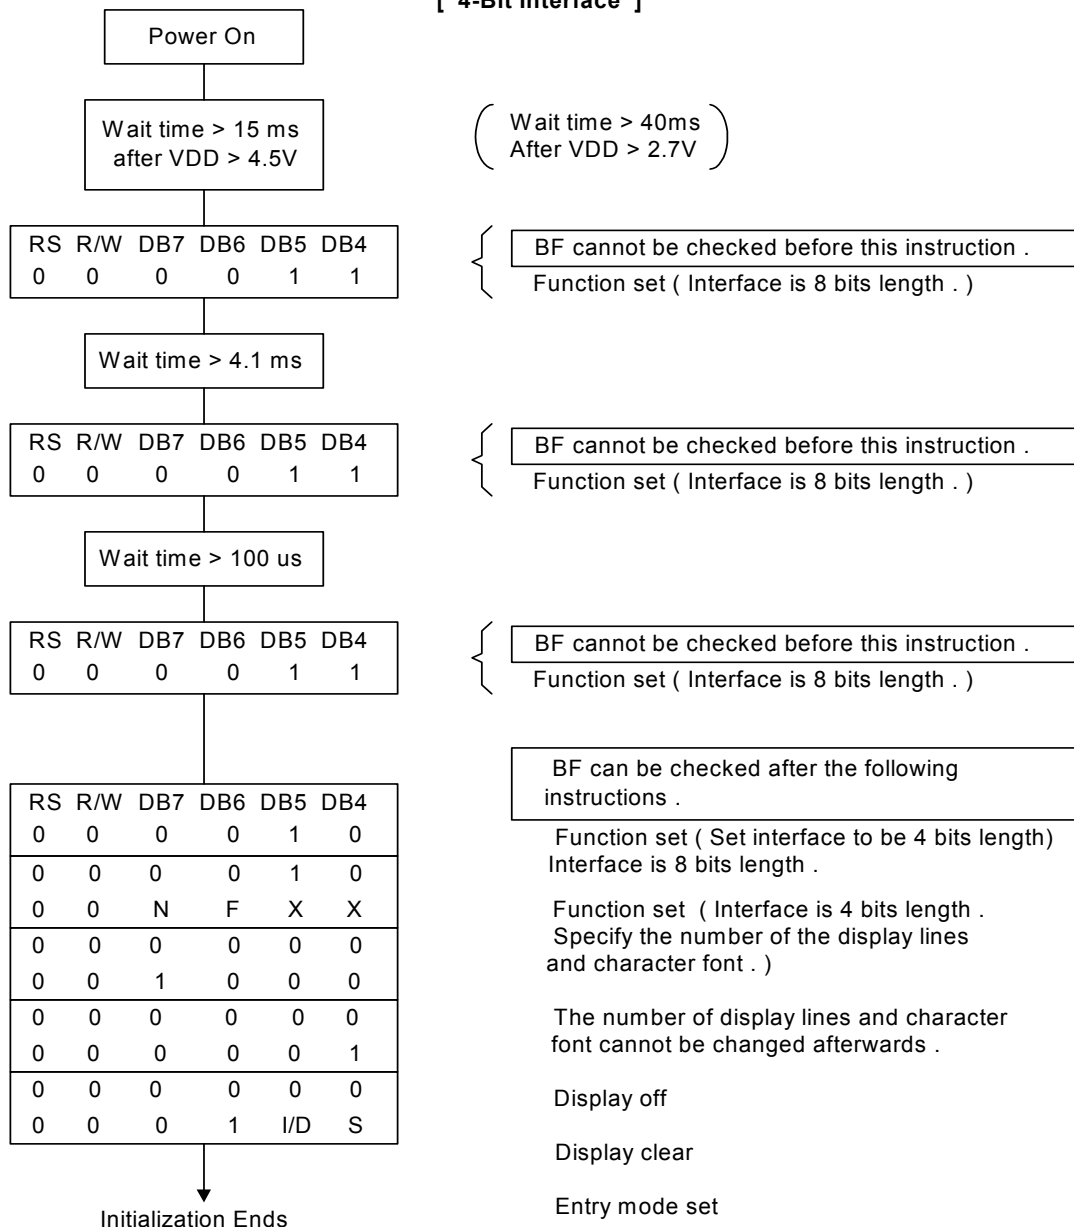 [ 4-Bit Interface ]
Power On
Wait time > 15 ms
after VDD > 4.5V
Wait time > 40ms
After VDD > 2.7V
RS R/W DB7 DB6 DB5 DB4
0 0 0 0 1 1
BF cannot be checked before this instruction .
Function set ( Interface is 8 bits length . )
Wait time > 4.1 ms
RS R/W DB7 DB6 DB5 DB4
0 0 0 0 1 1
BF cannot be checked before this instruction .
Function set ( Interface is 8 bits length . )
Wait time > 100 us
RS R/W DB7 DB6 DB5 DB4
0 0 0 0 1 1
BF cannot be checked before this instruction .
Function set ( Interface is 8 bits length . )
RS R/W DB7 DB6 DB5 DB4
0 0 0 0 1 0
0 0 0 0 1 0
0 0 N F X X
0 0 0 0 0 0
0 0 1 0 0 0
0 0 0 0 0 0
0 0 0 0 0 1
0 0 0 0 0 0
0 0 0 1 I/D S
Initialization Ends
BF can be checked after the following
instructions .
Function set ( Set interface to be 4 bits length)
Interface is 8 bits length .
Function set ( Interface is 4 bits length .
Specify the number of the display lines
and character font . )
The number of display lines and character
font cannot be changed afterwards .
Display off
Display clear
Entry mode set